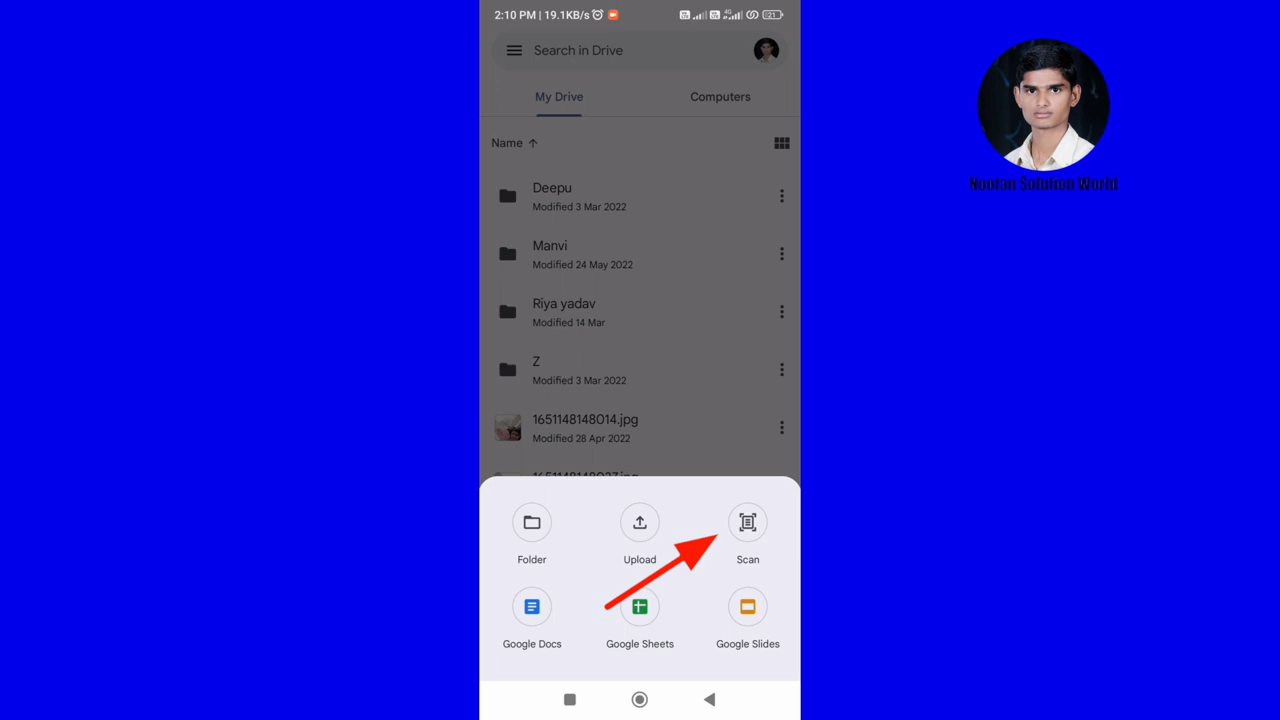 2:10 PM | 19.1KB/s
4G
21
Search in Drive
My Drive
Computers
Name
Deepu
Modified 3 Mar 2022
Manvi
Modified 24 May 2022
Riya yadav
Modified 14 Mar
Z
Modified 3 Mar 2022
1651148148014.jpg
Modified 28 Apr 2022
Folder
Upload
Scan
Google Docs
Google Sheets
Google Slides
Nootan Solution World